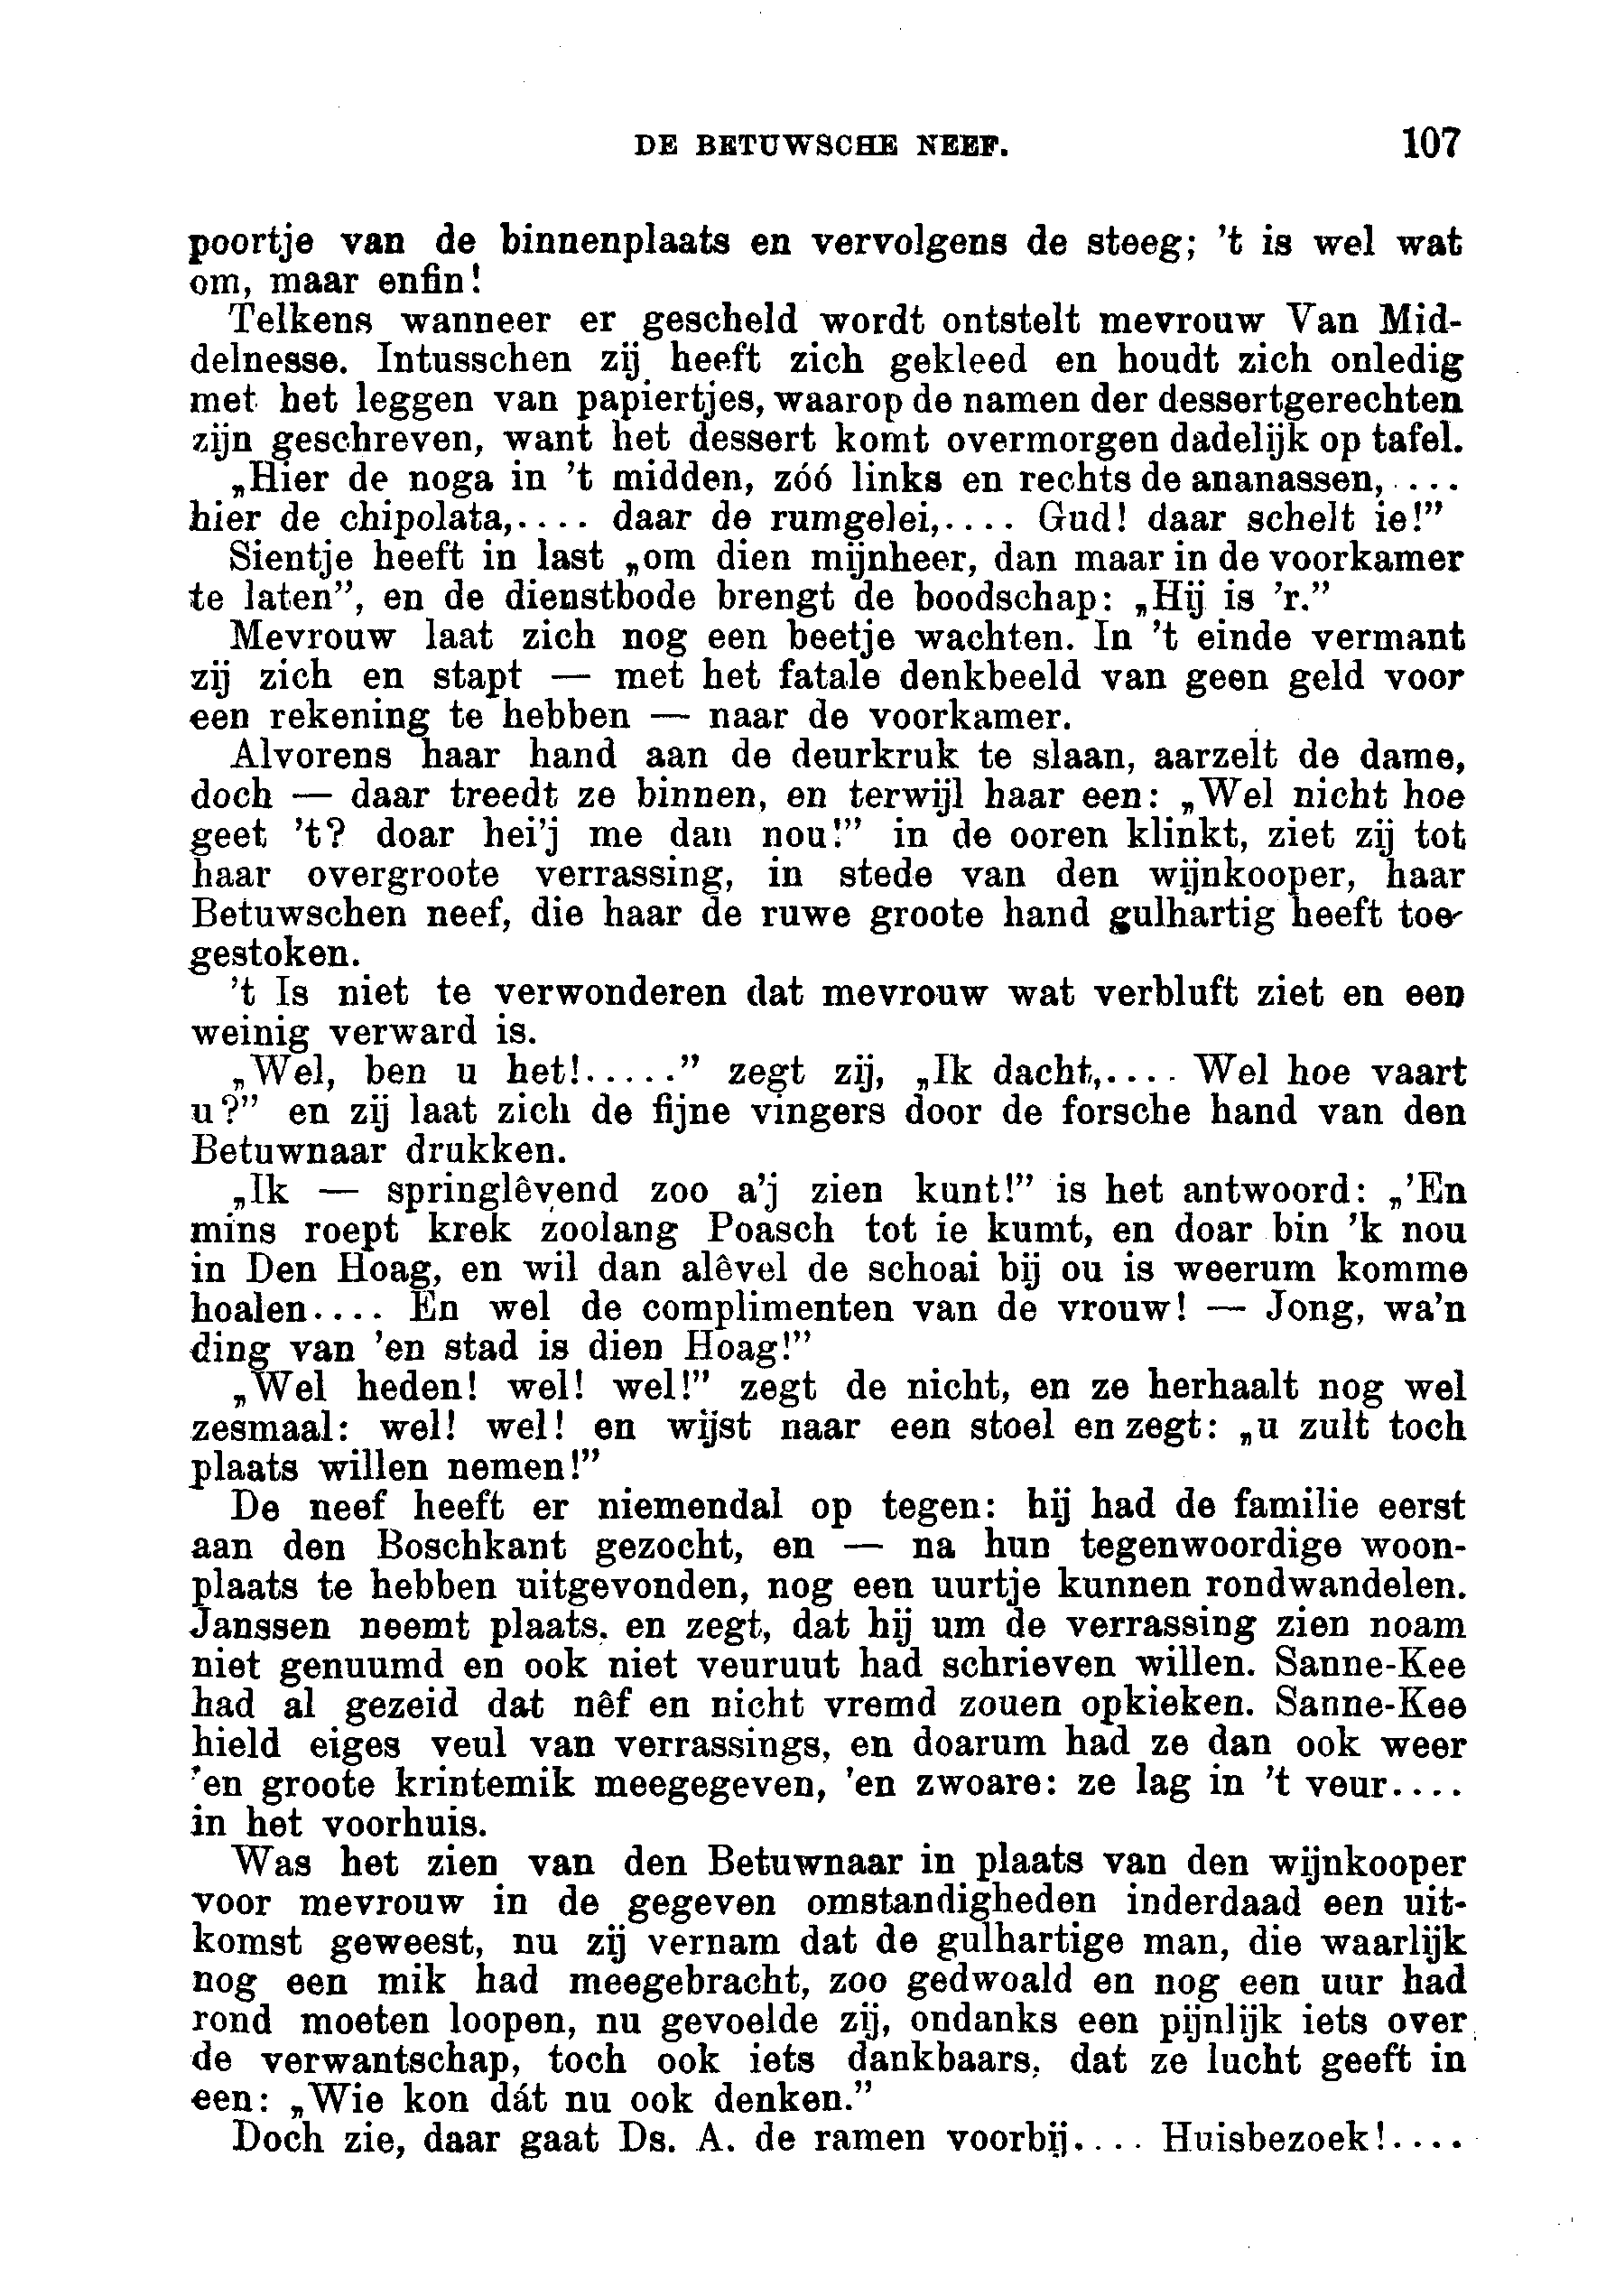 DE BETUWSCHE NEEF. 107
poortje van de binnenplaats en vervolgens de steeg; 't is wel wat
om, maar enfin!
Telkens wanneer er gescheld wordt ontstelt mevrouw Van Mid-
delnesse. Intusschen zij heeft zich gekleed en houdt zich onledig
met het leggen van papiertjes, waarop de namen der dessertgerechten
zijn geschreven, want het dessert komt overmorgen dadelijk op tafel.
„Hier de noga in 't midden, zóó links en rechts de ananassen, ....
hier de chipolata,.... daar de rumgelei,.... Gud! daar schelt ie!”
Sientje heeft in last „om dien mijnheer, dan maar in de voorkamer
te laten”, en de dienstbode brengt de boodschap: „Hij is 'r.”
Mevrouw laat zich nog een beetje wachten. In 't einde vermant
zij zich en stapt — met het fatale denkbeeld van geen geld voor
een rekening te hebben — naar de voorkamer.
Alvorens haar hand aan de deurkruk te slaan, aarzelt de dame,
doch — daar treedt ze binnen, en terwijl haar een: „Wel nicht hoe
geet 't? doar hei'j me dan nou!” in de ooren klinkt, ziet zij tot
haar overgroote verrassing, in stede van den wijnkooper, haar
Betuwschen neef, die haar de ruwe groote hand gulhartig heeft toe-
gestoken.
't Is niet te verwonderen dat mevrouw wat verbluft ziet en een
weinig verward is.
„Wel, ben u het!.....” zegt zij, „Ik dacht,.... Wel hoe vaart
u?” en zij laat zich de fijne vingers door de forsche hand van den
Betuwnaar drukken.
„Ik — springlêvend zoo a'j zien kunt!” is het antwoord: „'En
mins roept krek zoolang Poasch tot ie kumt, en doar bin 'k nou
in Den Hoag, en wil dan alêvel de schoai bij ou is weerum komme
hoalen.... En wel de complimenten van de vrouw! — Jong, wa'n
ding van 'en stad is dien Hoag!”
„Wel heden! wel! wel!” zegt de nicht, en ze herhaalt nog wel
zesmaal: wel! wel! en wijst naar een stoel en zegt: „u zult toch
plaats willen nemen!”
De neef heeft er niemendal op tegen: hij had de familie eerst
aan den Boschkant gezocht, en — na hun tegenwoordige woon-
plaats te hebben uitgevonden, nog een uurtje kunnen rondwandelen.
Janssen neemt plaats, en zegt, dat hij um de verrassing zien noam
niet genuumd en ook niet veuruut had schrieven willen. Sanne-Kee
had al gezeid dat nêf en nicht vremd zouen opkieken. Sanne-Kee
hield eiges veul van verrassings, en doarum had ze dan ook weer
'en groote krintemik meegegeven, 'en zwoare: ze lag in 't veur....
in het voorhuis.
Was het zien van den Betuwnaar in plaats van den wijnkooper
voor mevrouw in de gegeven omstandigheden inderdaad een uit-
komst geweest, nu zij vernam dat de gulhartige man, die waarlijk
nog een mik had meegebracht, zoo gedwoald en nog een uur had
rond moeten loopen, nu gevoelde zij, ondanks een pijnlijk iets over
de verwantschap, toch ook iets dankbaars, dat ze lucht geeft in
een: „Wie kon dát nu ook denken.”
Doch zie, daar gaat Ds. A. de ramen voorbij.... Huisbezoek!....